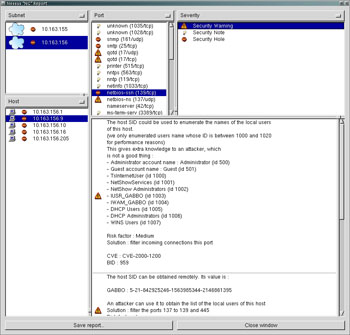 Nessus "NG" Report
Subnet
10.163.155
10.163.156
Port
unknown (1035/tcp)
unknown (1026/tcp)
snmp (161/udp)
smtp (25/tcp)
qotd (17/udp)
qotd (17/tcp)
printer (515/tcp)
nntps (563/tcp)
nntp (119/tcp)
netinfo (1033/tcp)
netbios-ssn (139/tcp)
netbios-ns (137/udp)
nameserver (42/tcp)
ms-term-serv (3389/tcp)
Severity
Security Warning
Security Note
Security Hole
Host
10.163.156.1
10.163.156.9
10.163.156.10
10.163.156.16
10.163.156.205
The host SID could be used to enumerate the names of the local users
of this host.
(we only enumerated users name whose ID is between 1000 and 1020
for performance reasons)
This gives extra knowledge to an attacker, which
is not a good thing :
- Administrator account name : Administrator (id 500)
- Guest account name : Guest (id 501)
- TsInternetUser (id 1000)
- NetShowServices (id 1001)
- NetShow Administrators (id 1002)
- IUSR_GABBO (id 1003)
- IWAM_GABBO (id 1004)
- DHCP Users (id 1005)
- DHCP Administrators (id 1006)
- WINS Users (id 1007)
Risk factor : Medium
Solution : filter incoming connections this port
CVE : CVE-2000-1200
BID : 959
The host SID can be obtained remotely. Its value is :
GABBO : 5-21-842925246-1563985344-2146861395
An attacker can use it to obtain the list of the local users of this host
Solution : filter the ports 137 to 139 and 445
Save report...
Close window